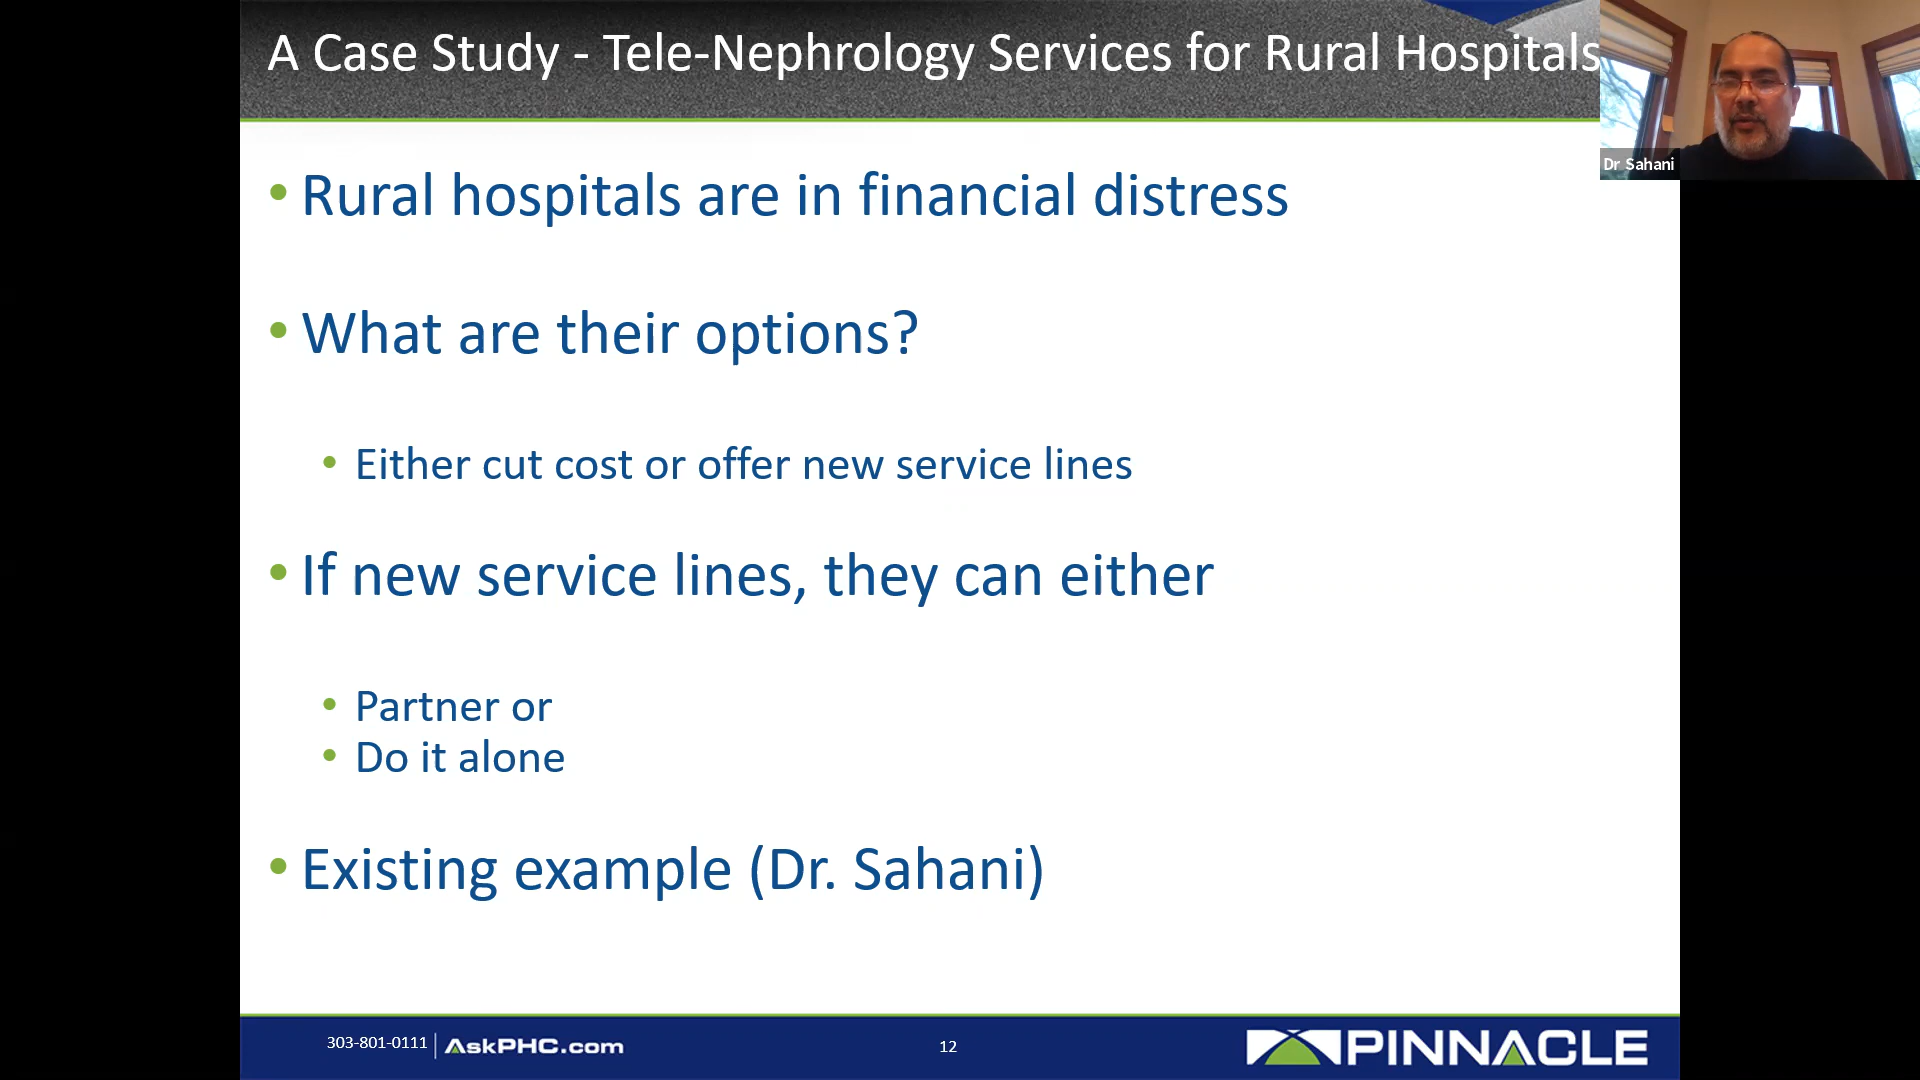 A Case Study - Tele-Nephrology Services for Rural Hospitals
Dr Sahani
• Rural hospitals are in financial distress
• What are their options?
• Either cut cost or offer new service lines
• If new service lines, they can either
• Partner or
• Do it alone
• Existing example (Dr. Sahani)
303-801-0111 | AskPHC.com
12
PINNACLE